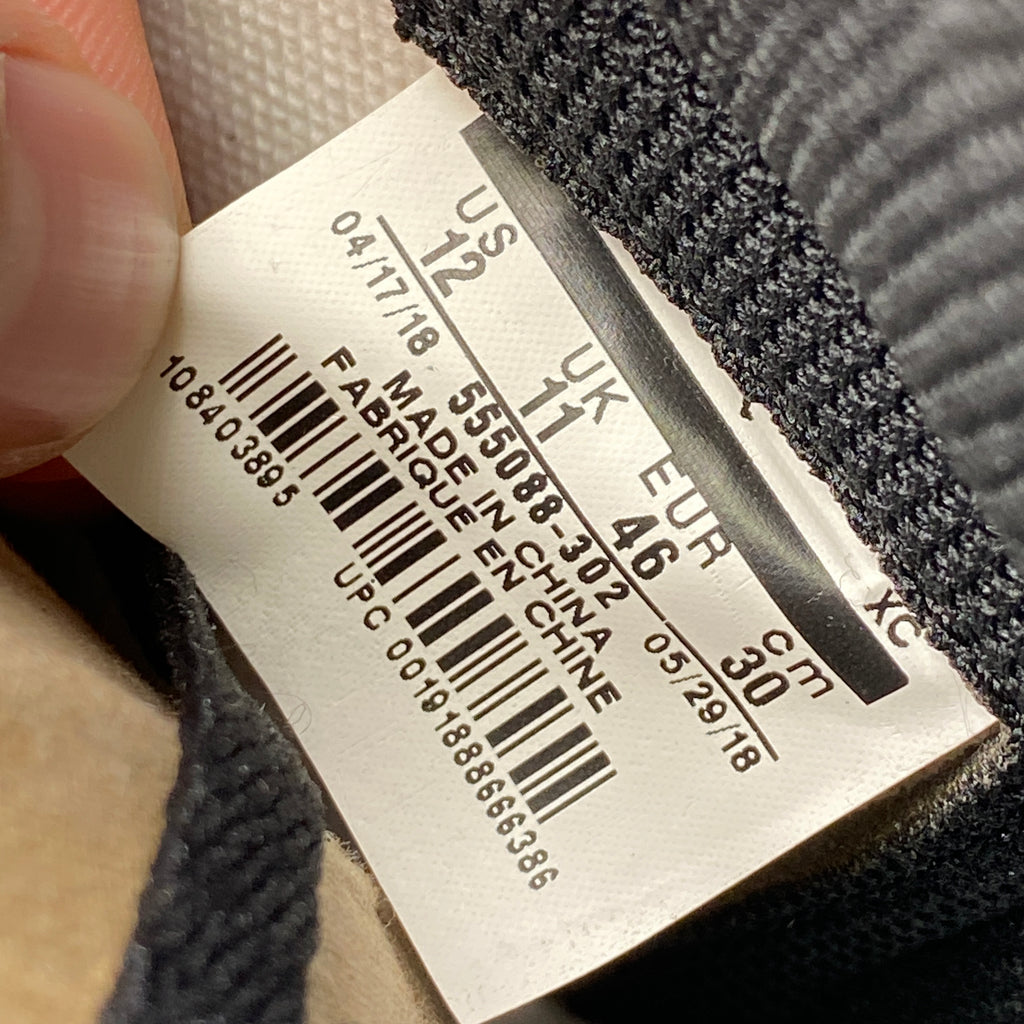 XC
US UK EUR cm
12 11 46 30
04/17/18 555088-302 05/29/18
MADE IN CHINA
FABRIQUE EN CHINE
1084038955
UPC 00191888666386